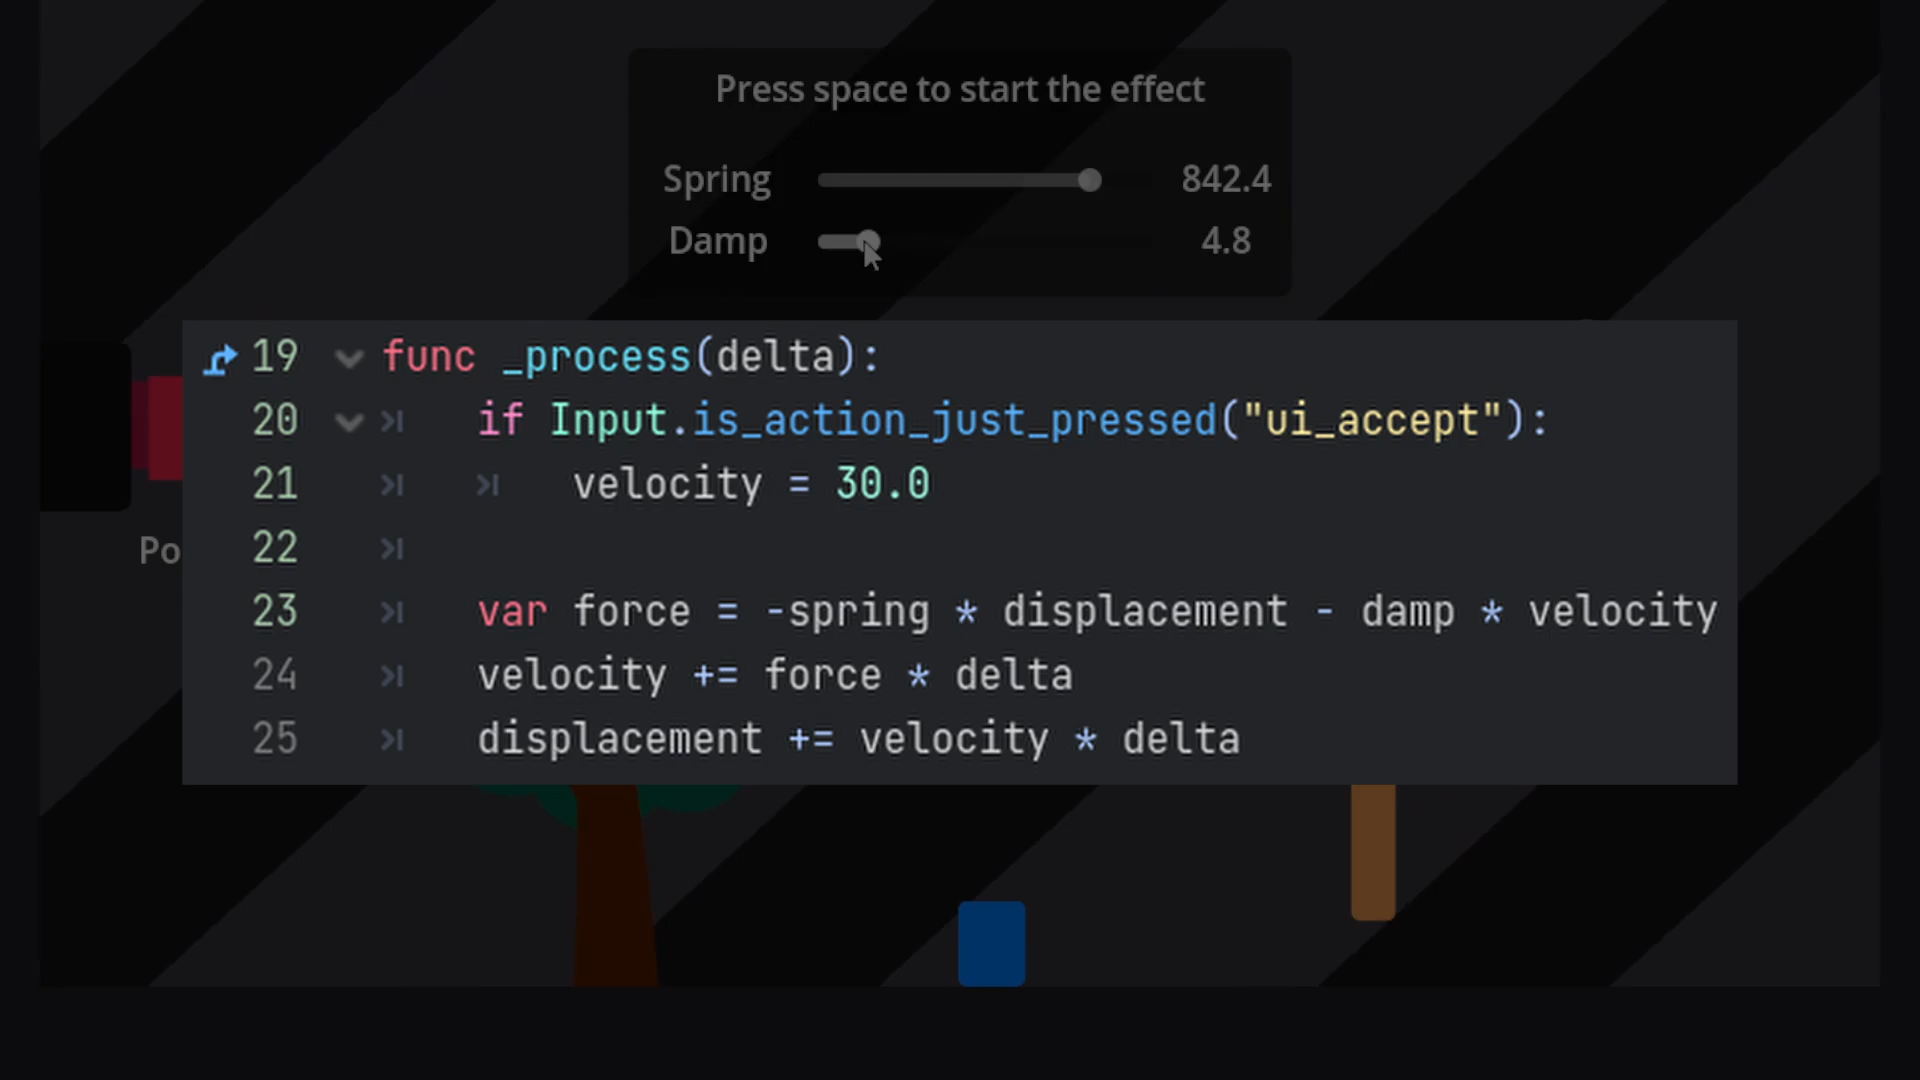 Press space to start the effect
Spring 842.4
Damp 4.8
19 func _process(delta):
20 if Input.is_action_just_pressed("ui_accept"):
21 velocity = 30.0
22
23 var force = -spring * displacement - damp * velocity
24 velocity += force * delta
25 displacement += velocity * delta
Po